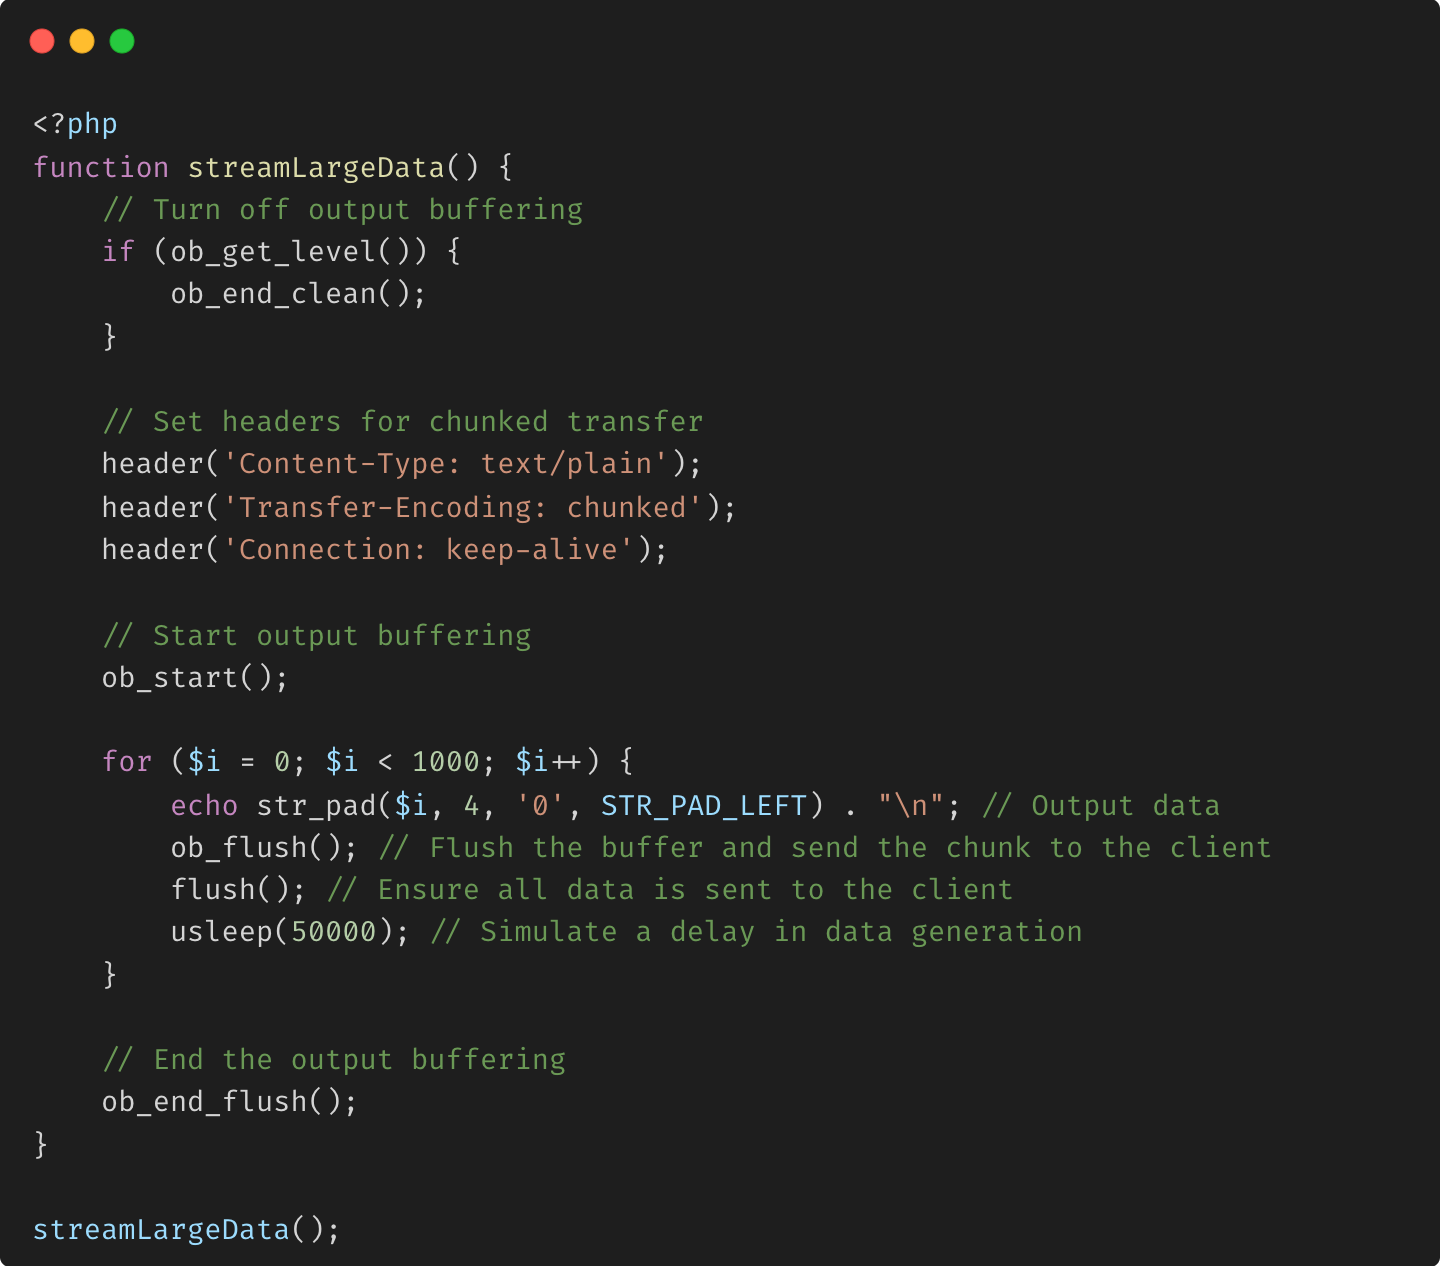 <?php
function streamLargeData() {
    // Turn off output buffering
    if (ob_get_level()) {
        ob_end_clean();
    }

    // Set headers for chunked transfer
    header('Content-Type: text/plain');
    header('Transfer-Encoding: chunked');
    header('Connection: keep-alive');

    // Start output buffering
    ob_start();

    for ($i = 0; $i < 1000; $i++) {
        echo str_pad($i, 4, '0', STR_PAD_LEFT) . "\n"; // Output data
        ob_flush(); // Flush the buffer and send the chunk to the client
        flush(); // Ensure all data is sent to the client
        usleep(50000); // Simulate a delay in data generation
    }

    // End the output buffering
    ob_end_flush();
}

streamLargeData();